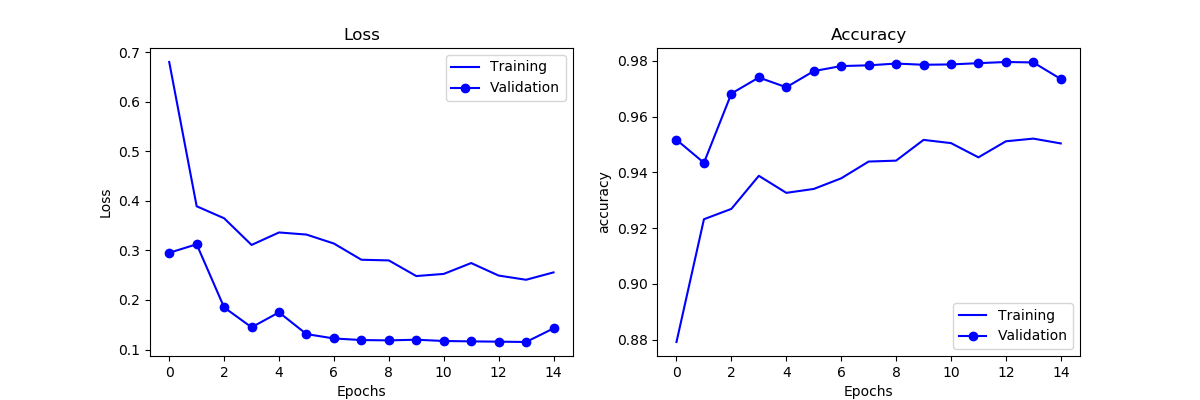 Loss
0.7
0.6
0.5
0.4
0.3
0.2
0.1
Loss
0 2 4 6 8 10 12 14
Epochs
Training
Validation
Accuracy
0.98
0.96
0.94
0.92
0.90
0.88
accuracy
0 2 4 6 8 10 12 14
Epochs
Training
Validation